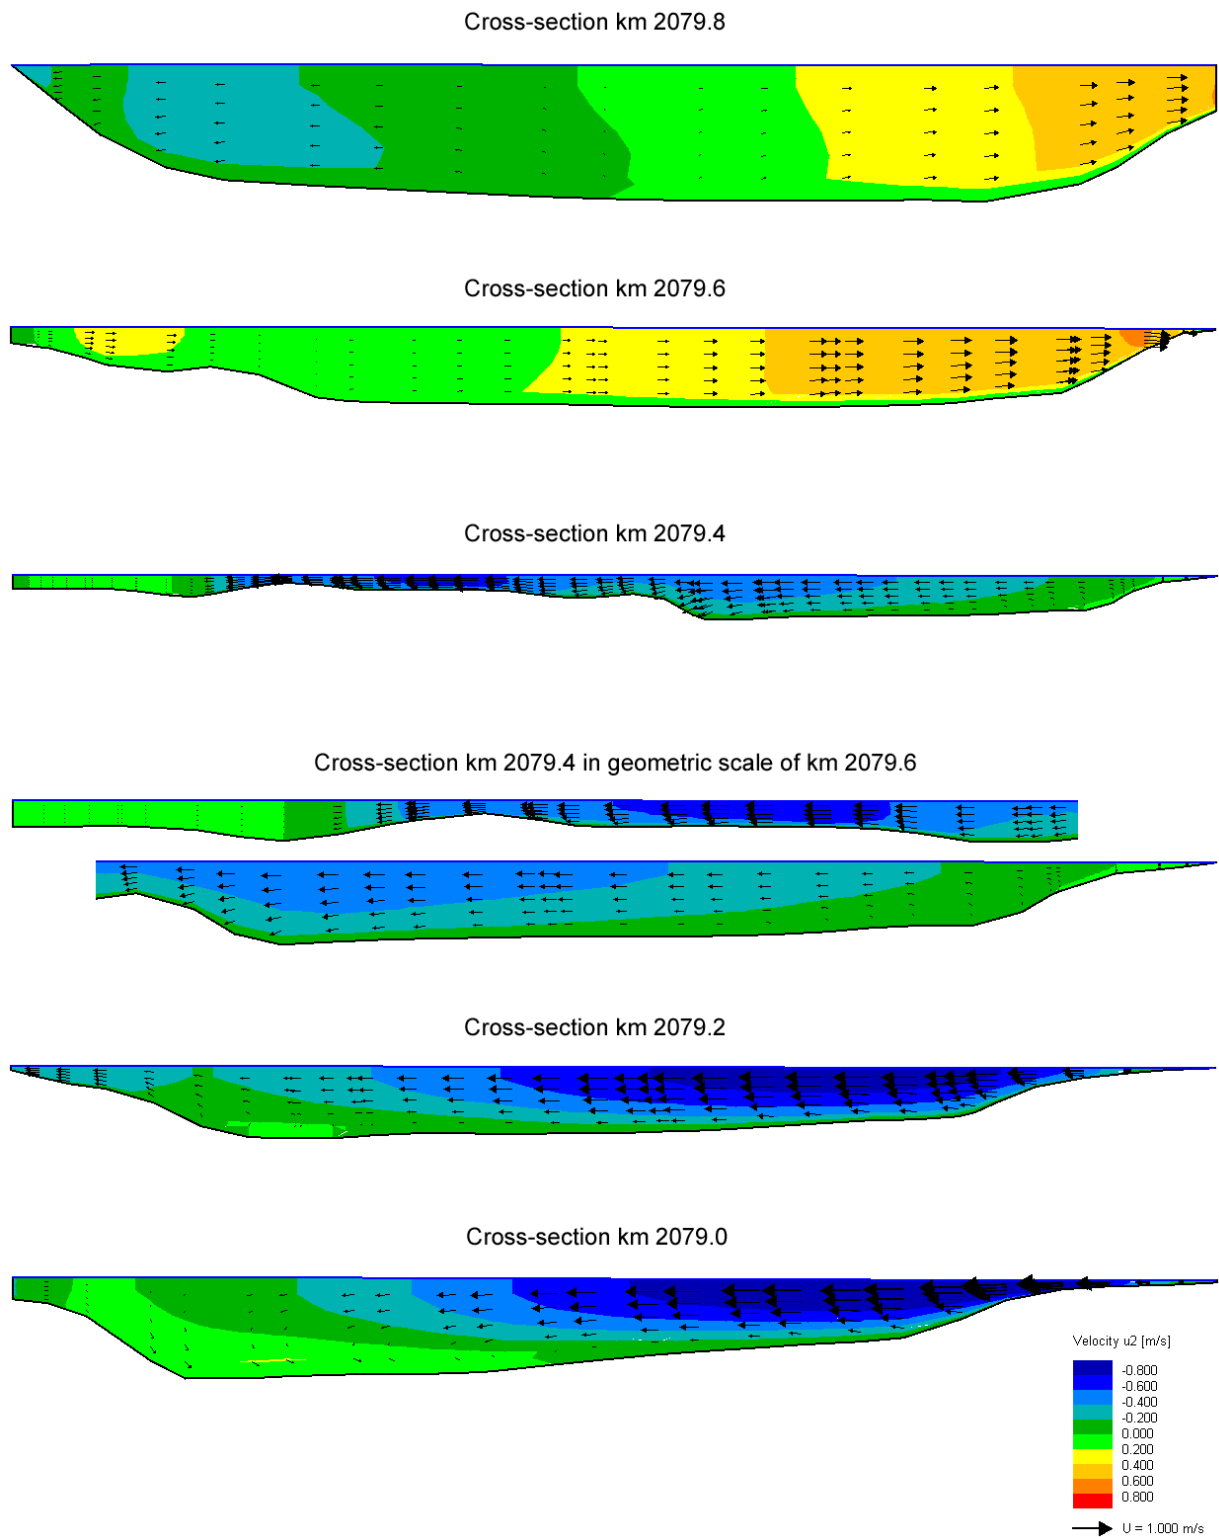 Cross-section km 2079.8
Cross-section km 2079.6
Cross-section km 2079.4
Cross-section km 2079.4 in geometric scale of km 2079.6
Cross-section km 2079.2
Cross-section km 2079.0
Velocity u2 [m/s]
-0.800
-0.600
-0.400
-0.200
0.000
0.200
0.400
0.600
0.800
U = 1.000 m/s